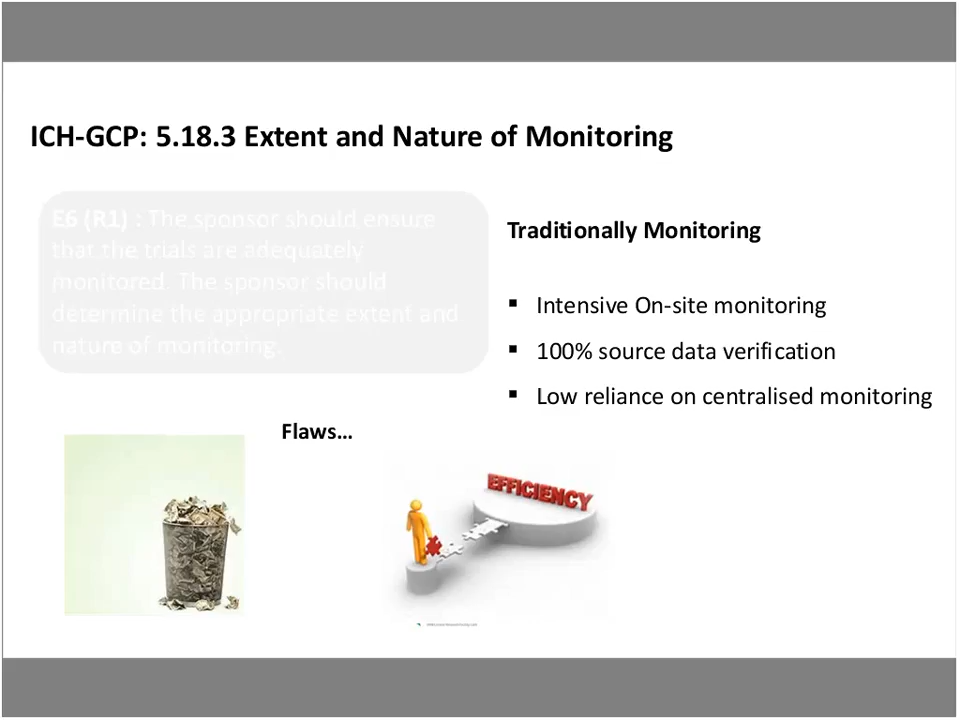 ICH-GCP: 5.18.3 Extent and Nature of Monitoring
E6 (R1) : The sponsor should ensure
that the trials are adequately
monitored. The sponsor should
determine the appropriate extent and
nature of monitoring.
Traditionally Monitoring
▪ Intensive On-site monitoring
▪ 100% source data verification
▪ Low reliance on centralised monitoring
Flaws...
EFFICIENCY